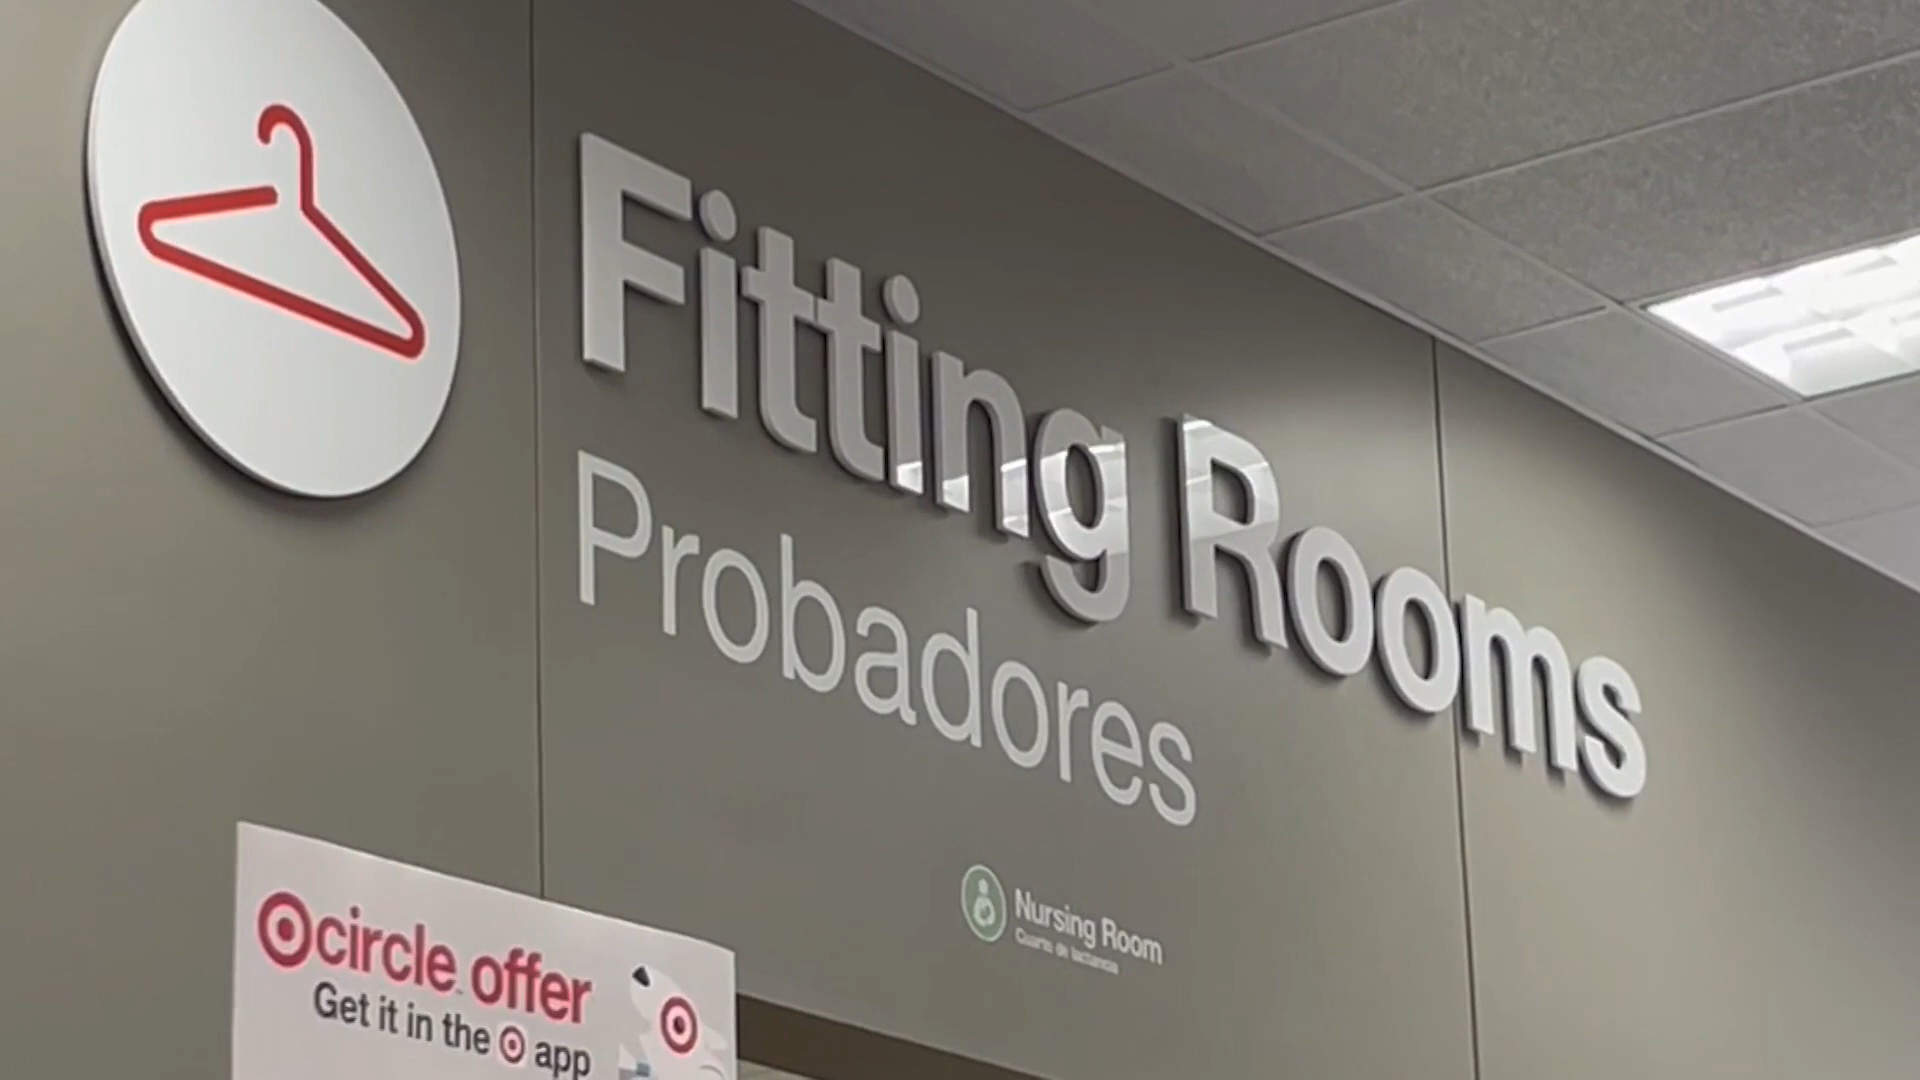 Fitting Rooms
Probadores
Nursing Room
Cuarto de lactancia
circle offer
Get it in the app